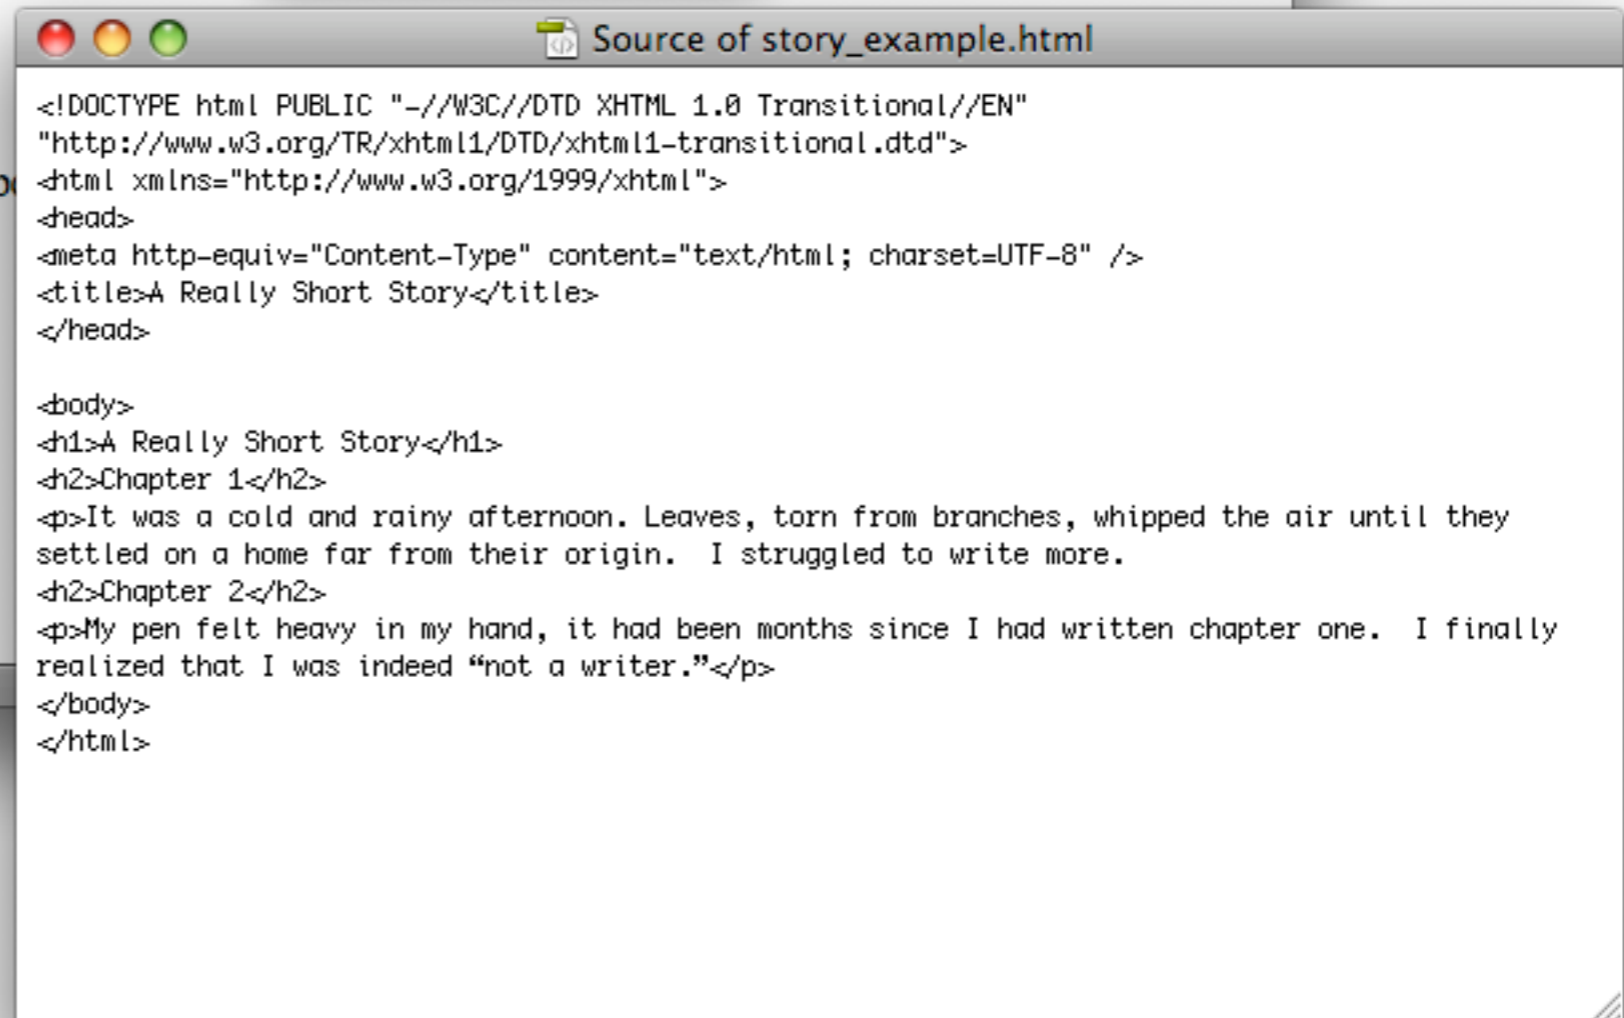 Source of story_example.html
<!DOCTYPE html PUBLIC "-//W3C//DTD XHTML 1.0 Transitional//EN"
"http://www.w3.org/TR/xhtml1/DTD/xhtml1-transitional.dtd">
<html xmlns="http://www.w3.org/1999/xhtml">
<head>
<meta http-equiv="Content-Type" content="text/html; charset=UTF-8" />
<title>A Really Short Story</title>
</head>
<body>
<h1>A Really Short Story</h1>
<h2>Chapter 1</h2>
<p>It was a cold and rainy afternoon. Leaves, torn from branches, whipped the air until they
settled on a home far from their origin.  I struggled to write more.
<h2>Chapter 2</h2>
<p>My pen felt heavy in my hand, it had been months since I had written chapter one.  I finally
realized that I was indeed “not a writer.”</p>
</body>
</html>